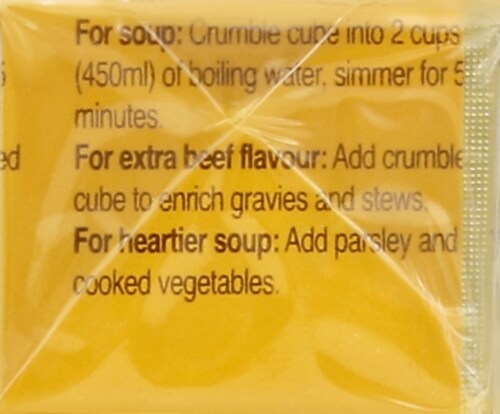 For soup: Crumble cube into 2 cups
(450ml) of boiling water, simmer for 5
minutes.
For extra beef flavour: Add crumble
cube to enrich gravies and stews.
For heartier soup: Add parsley and
cooked vegetables.